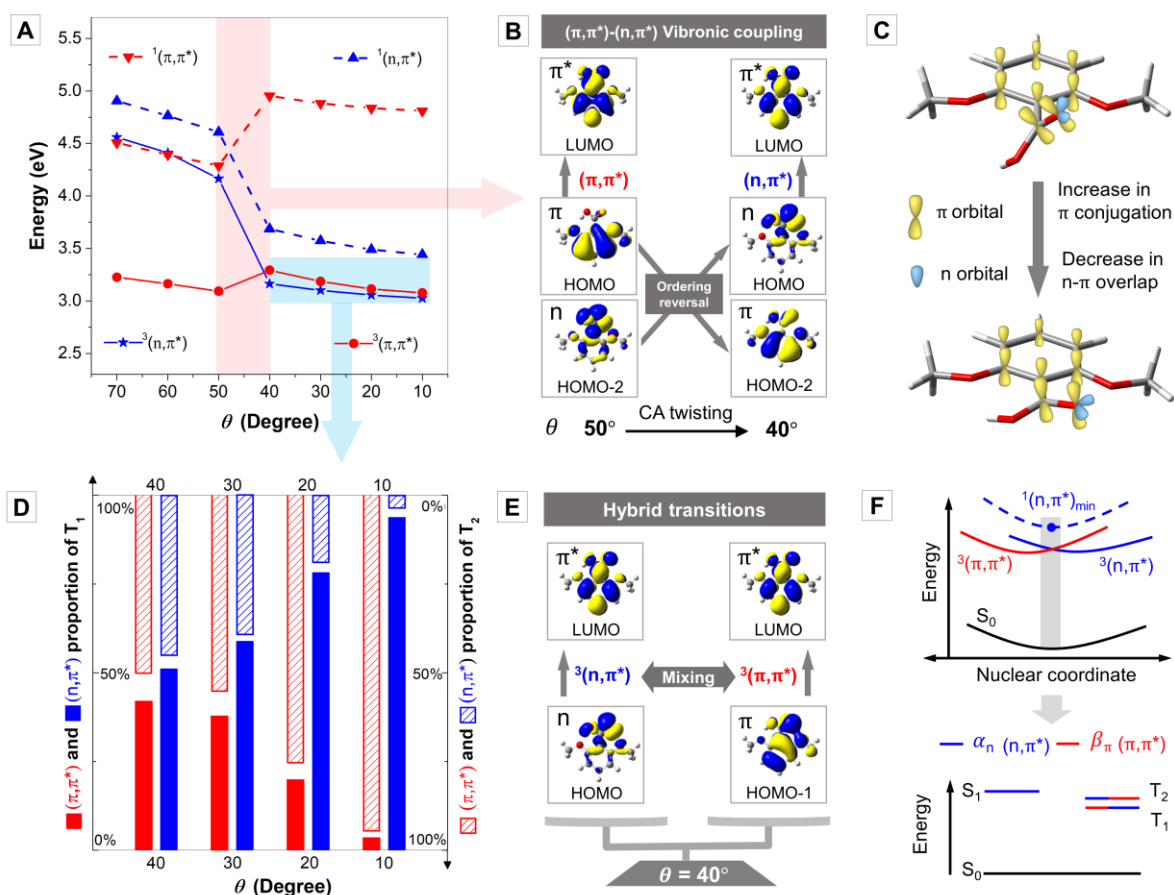 A
5.5
5.0
4.5
4.0
3.5
3.0
2.5
Energy (eV)
¹(π,π*)
¹(n,π*)
³(n,π*)
³(π,π*)
70 60 50 40 30 20 10
θ (Degree)
B
(π,π*)-(n,π*) Vibronic coupling
π*
LUMO
π*
LUMO
(π,π*)
(n,π*)
π
HOMO
n
HOMO
Ordering
reversal
n
HOMO-2
π
HOMO-2
θ 50° CA twisting 40°
C
π orbital
n orbital
Increase in
π conjugation
Decrease in
n-π overlap
D
40 30 20 10
100%
50%
0%
0%
50%
100%
(π,π*) and (n,π*) proportion of T₁
(π,π*) and (n,π*) proportion of T₂
40 30 20 10
θ (Degree)
E
Hybrid transitions
π*
LUMO
π*
LUMO
³(n,π*)
Mixing
³(π,π*)
n
HOMO
π
HOMO-1
θ = 40°
F
Energy
¹(n,π*)min
³(π,π*)
³(n,π*)
S₀
Nuclear coordinate
αₙ (n,π*)
βπ (π,π*)
Energy
S₁
T₂
T₁
S₀